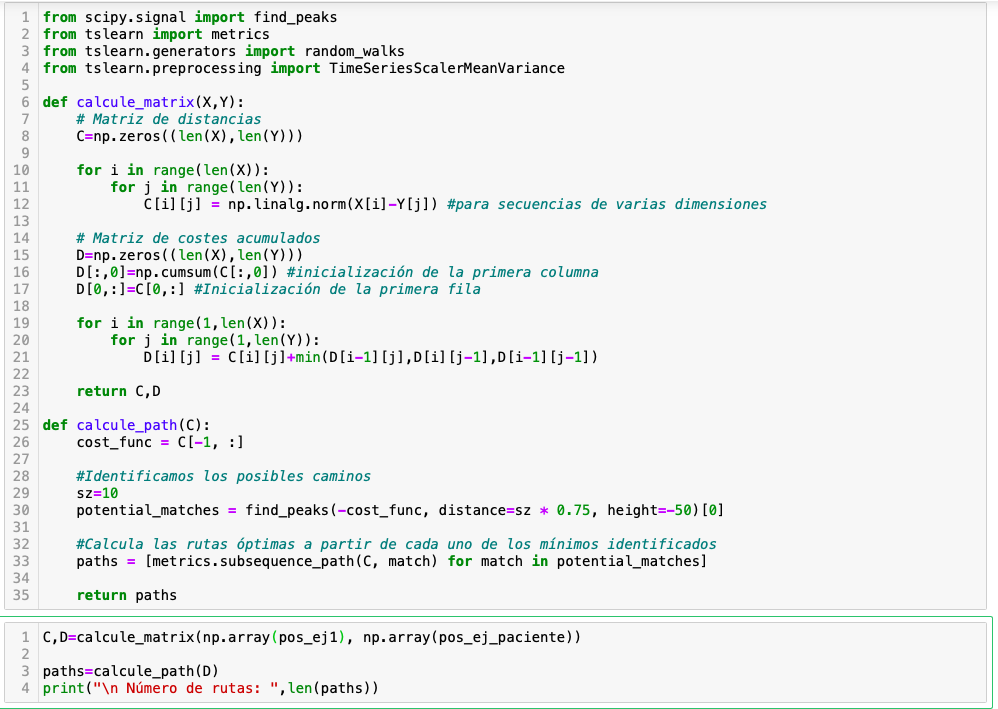 1 from scipy.signal import find_peaks
2 from tslearn import metrics
3 from tslearn.generators import random_walks
4 from tslearn.preprocessing import TimeSeriesScalerMeanVariance
5
6 def calcule_matrix(X,Y):
7     # Matriz de distancias
8     C=np.zeros((len(X),len(Y)))
9
10     for i in range(len(X)):
11         for j in range(len(Y)):
12             C[i][j] = np.linalg.norm(X[i]-Y[j]) #para secuencias de varias dimensiones
13
14     # Matriz de costes acumulados
15     D=np.zeros((len(X),len(Y)))
16     D[:,0]=np.cumsum(C[:,0]) #inicialización de la primera columna
17     D[0,:]=C[0,:] #Inicialización de la primera fila
18
19     for i in range(1,len(X)):
20         for j in range(1,len(Y)):
21             D[i][j] = C[i][j]+min(D[i-1][j],D[i][j-1],D[i-1][j-1])
22
23     return C,D
24
25 def calcule_path(C):
26     cost_func = C[-1, :]
27
28     #Identificamos los posibles caminos
29     sz=10
30     potential_matches = find_peaks(-cost_func, distance=sz * 0.75, height=-50)[0]
31
32     #Calcula las rutas óptimas a partir de cada uno de los mínimos identificados
33     paths = [metrics.subsequence_path(C, match) for match in potential_matches]
34
35     return paths
1 C,D=calcule_matrix(np.array(pos_ej1), np.array(pos_ej_paciente))
2
3 paths=calcule_path(D)
4 print("\n Número de rutas: ",len(paths))